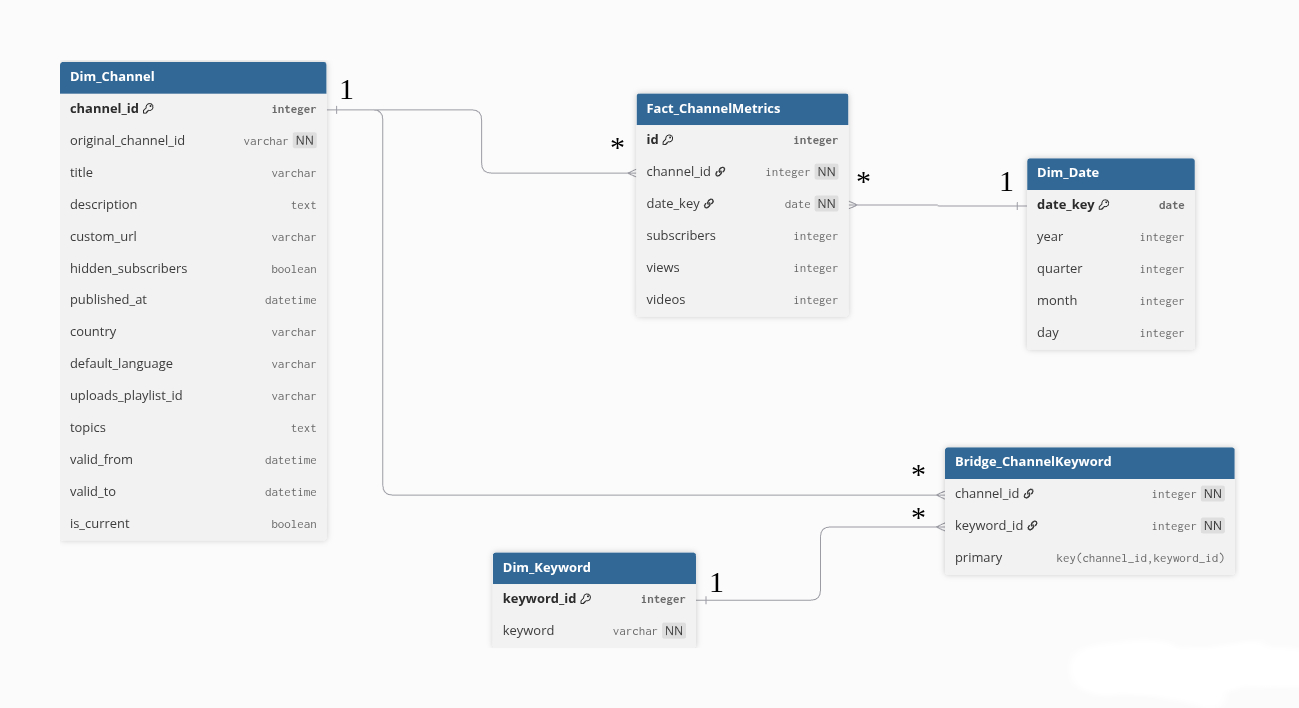 Dim_Channel
channel_id integer
original_channel_id varchar NN
title varchar
description text
custom_url varchar
hidden_subscribers boolean
published_at datetime
country varchar
default_language varchar
uploads_playlist_id varchar
topics text
valid_from datetime
valid_to datetime
is_current boolean
1
*
Fact_ChannelMetrics
id integer
channel_id integer NN
date_key date NN
subscribers integer
views integer
videos integer
*
1
Dim_Date
date_key date
year integer
quarter integer
month integer
day integer
*
*
Bridge_ChannelKeyword
channel_id integer NN
keyword_id integer NN
primary key(channel_id,keyword_id)
Dim_Keyword
keyword_id integer
keyword varchar NN
1